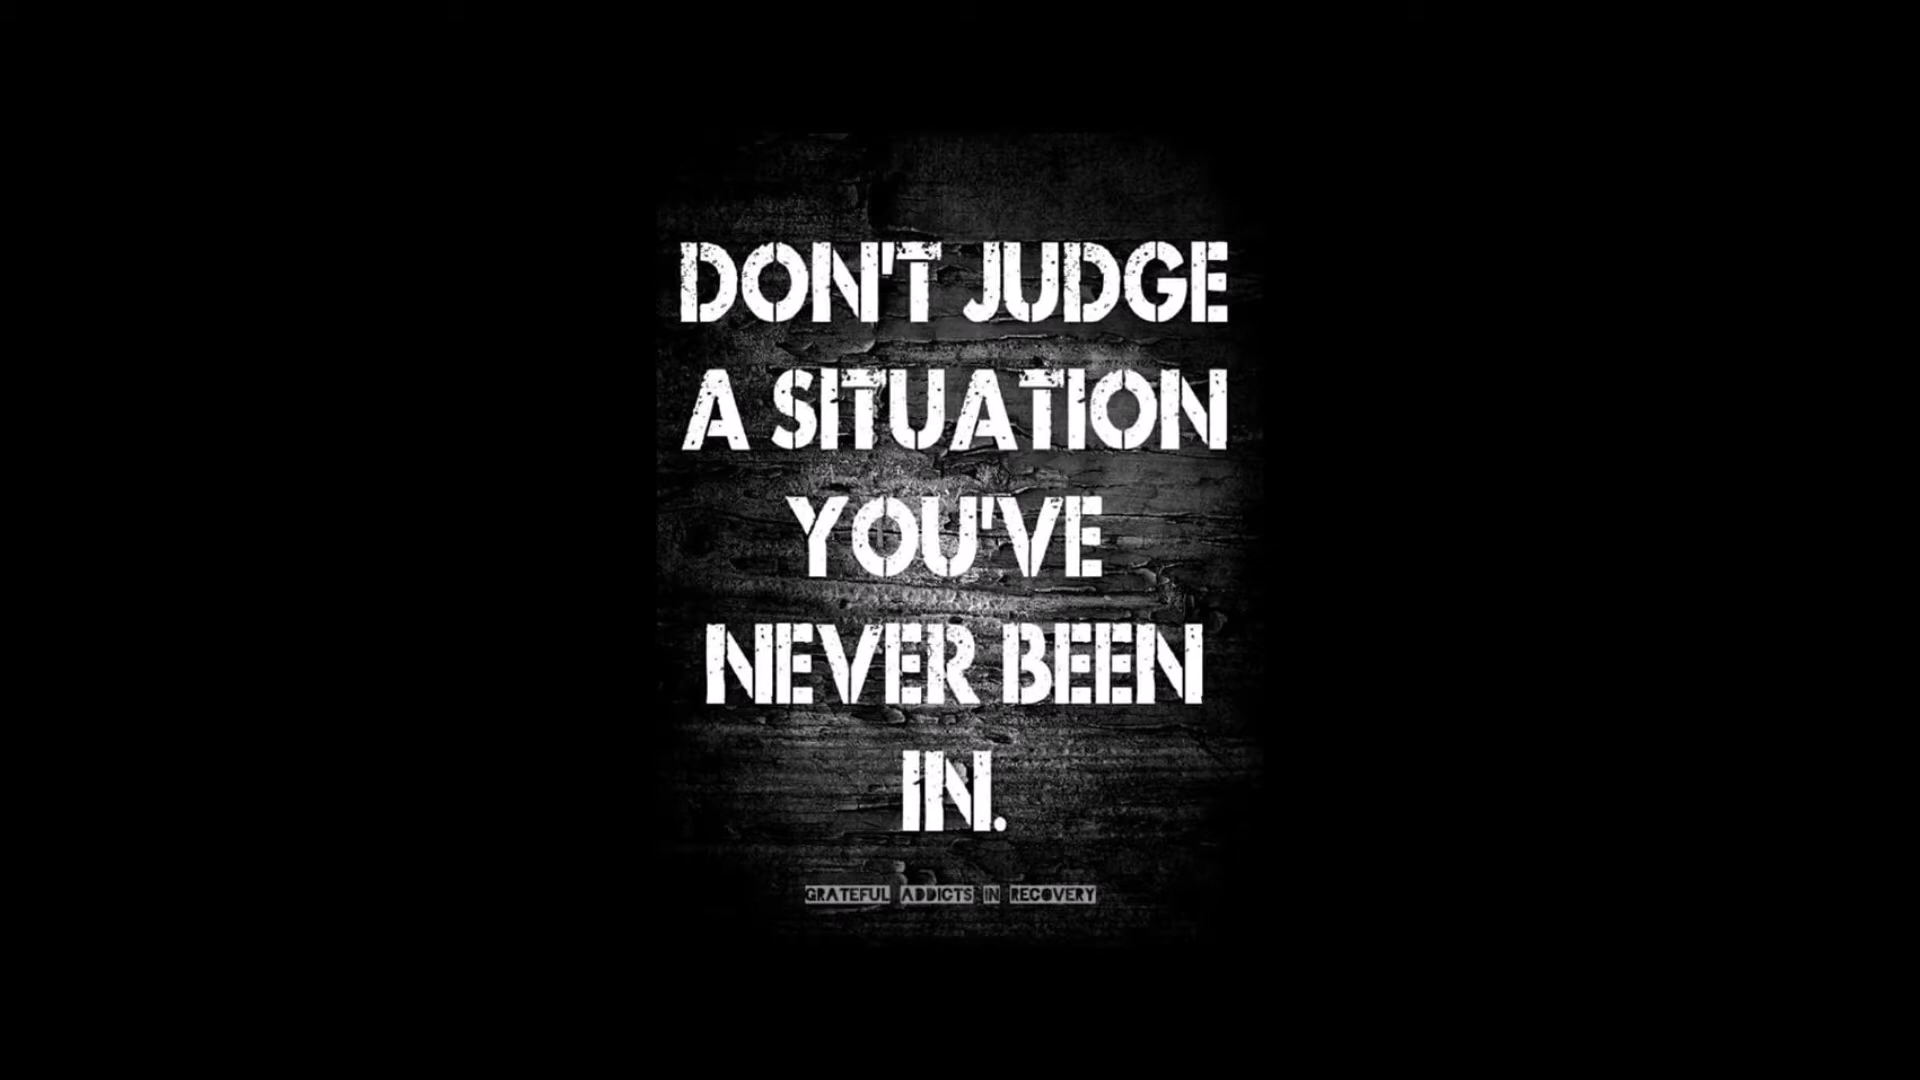 DON'T JUDGE
A SITUATION
YOU'VE
NEVER BEEN
IN.
GRATEFUL ADDICTS IN RECOVERY